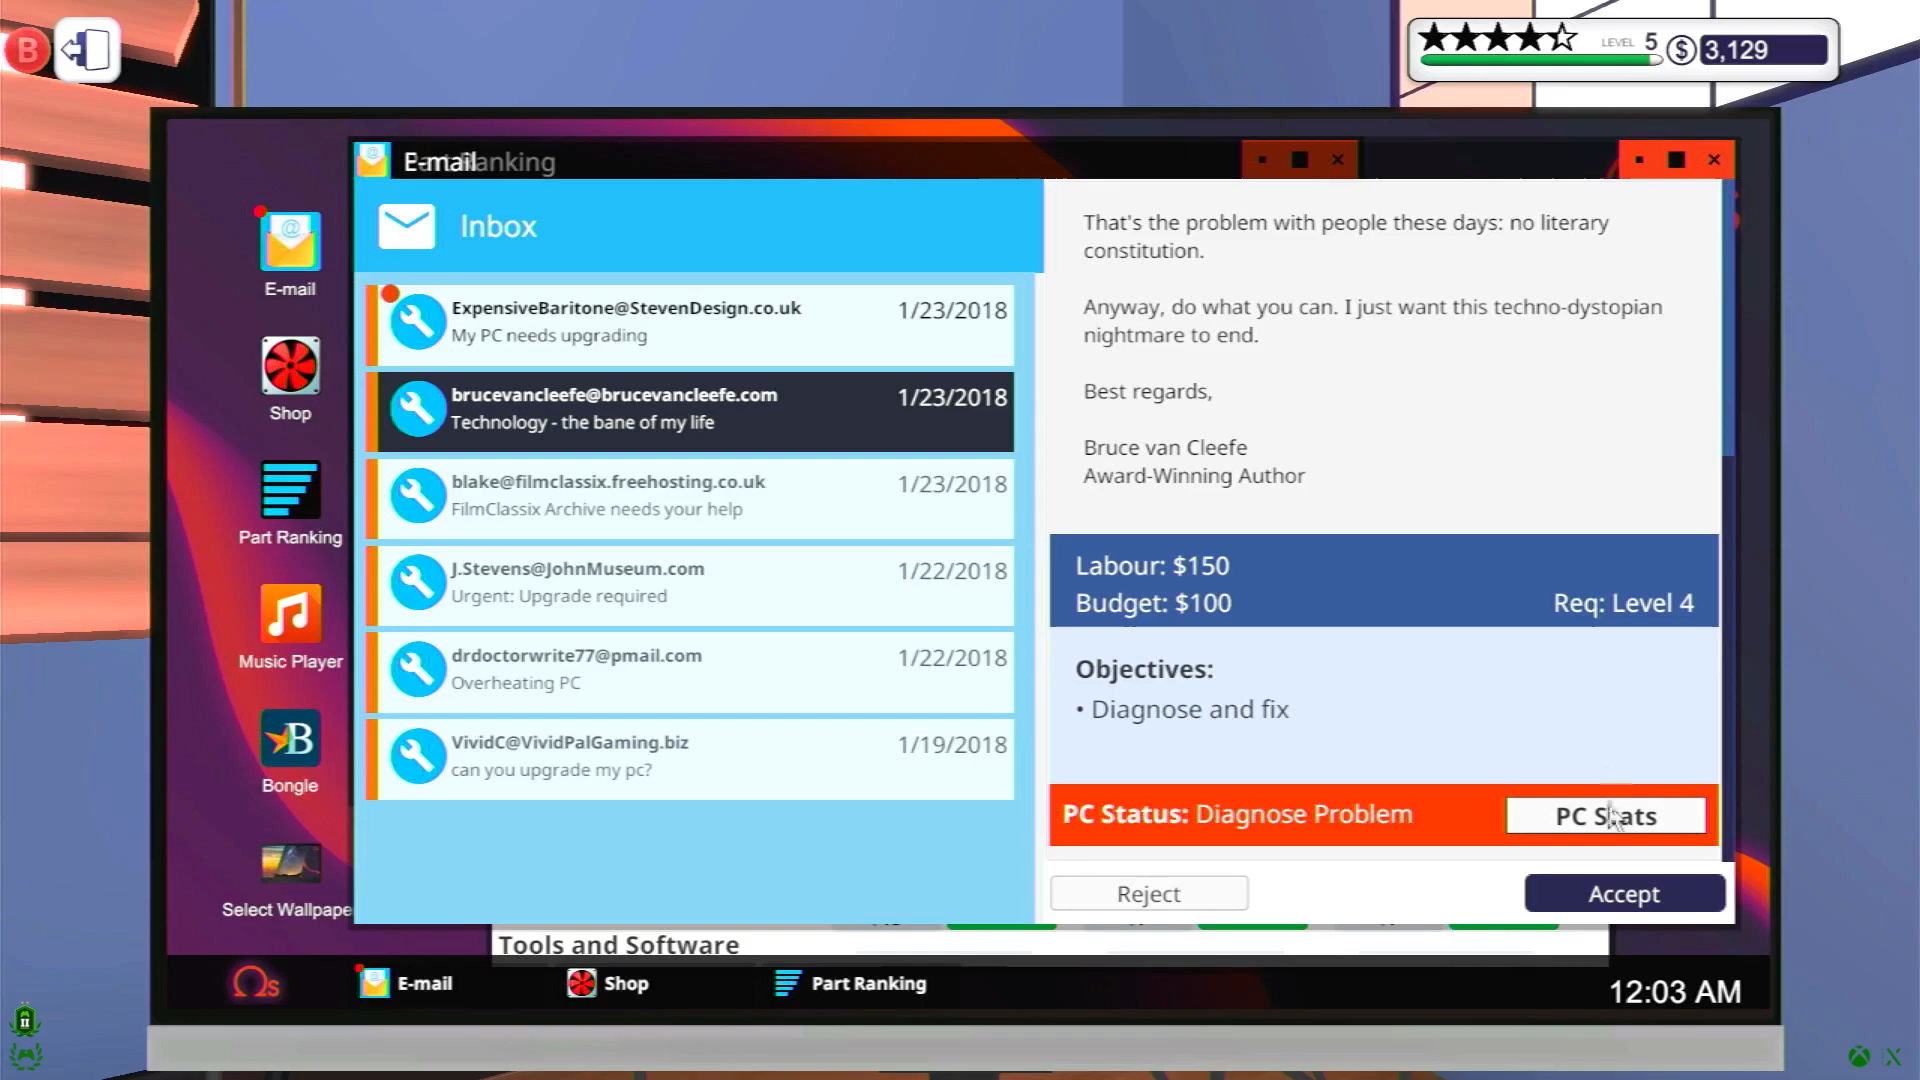 B
LEVEL 5
$ 3,129
E-mail
Part Ranking
Inbox
ExpensiveBaritone@StevenDesign.co.uk
1/23/2018
My PC needs upgrading
brucevancleefe@brucevancleefe.com
1/23/2018
Technology - the bane of my life
blake@filmclassix.freehosting.co.uk
1/23/2018
FilmClassix Archive needs your help
J.Stevens@JohnMuseum.com
1/22/2018
Urgent: Upgrade required
drdoctorwrite77@pmail.com
1/22/2018
Overheating PC
VividC@VividPalGaming.biz
1/19/2018
can you upgrade my pc?
E-mail
Shop
Part Ranking
Music Player
B
Bongle
Select Wallpape
That's the problem with people these days: no literary
constitution.
Anyway, do what you can. I just want this techno-dystopian
nightmare to end.
Best regards,
Bruce van Cleefe
Award-Winning Author
Labour: $150
Budget: $100
Req: Level 4
Objectives:
• Diagnose and fix
PC Status: Diagnose Problem
PC Stats
Reject
Accept
Tools and Software
Ωs
E-mail
Shop
Part Ranking
12:03 AM
II
X